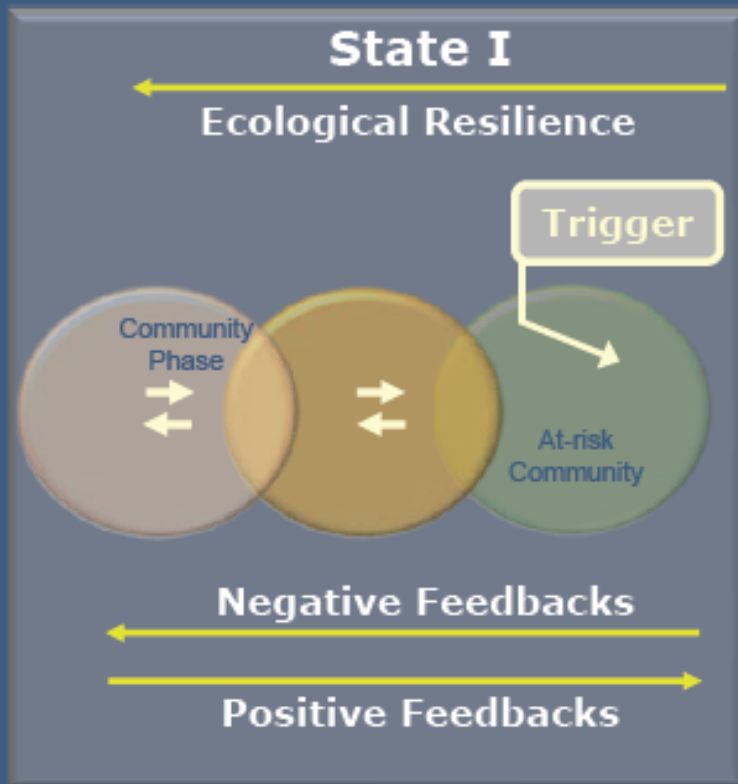 State I
Ecological Resilience
Trigger
Community
Phase
At-risk
Community
Negative Feedbacks
Positive Feedbacks